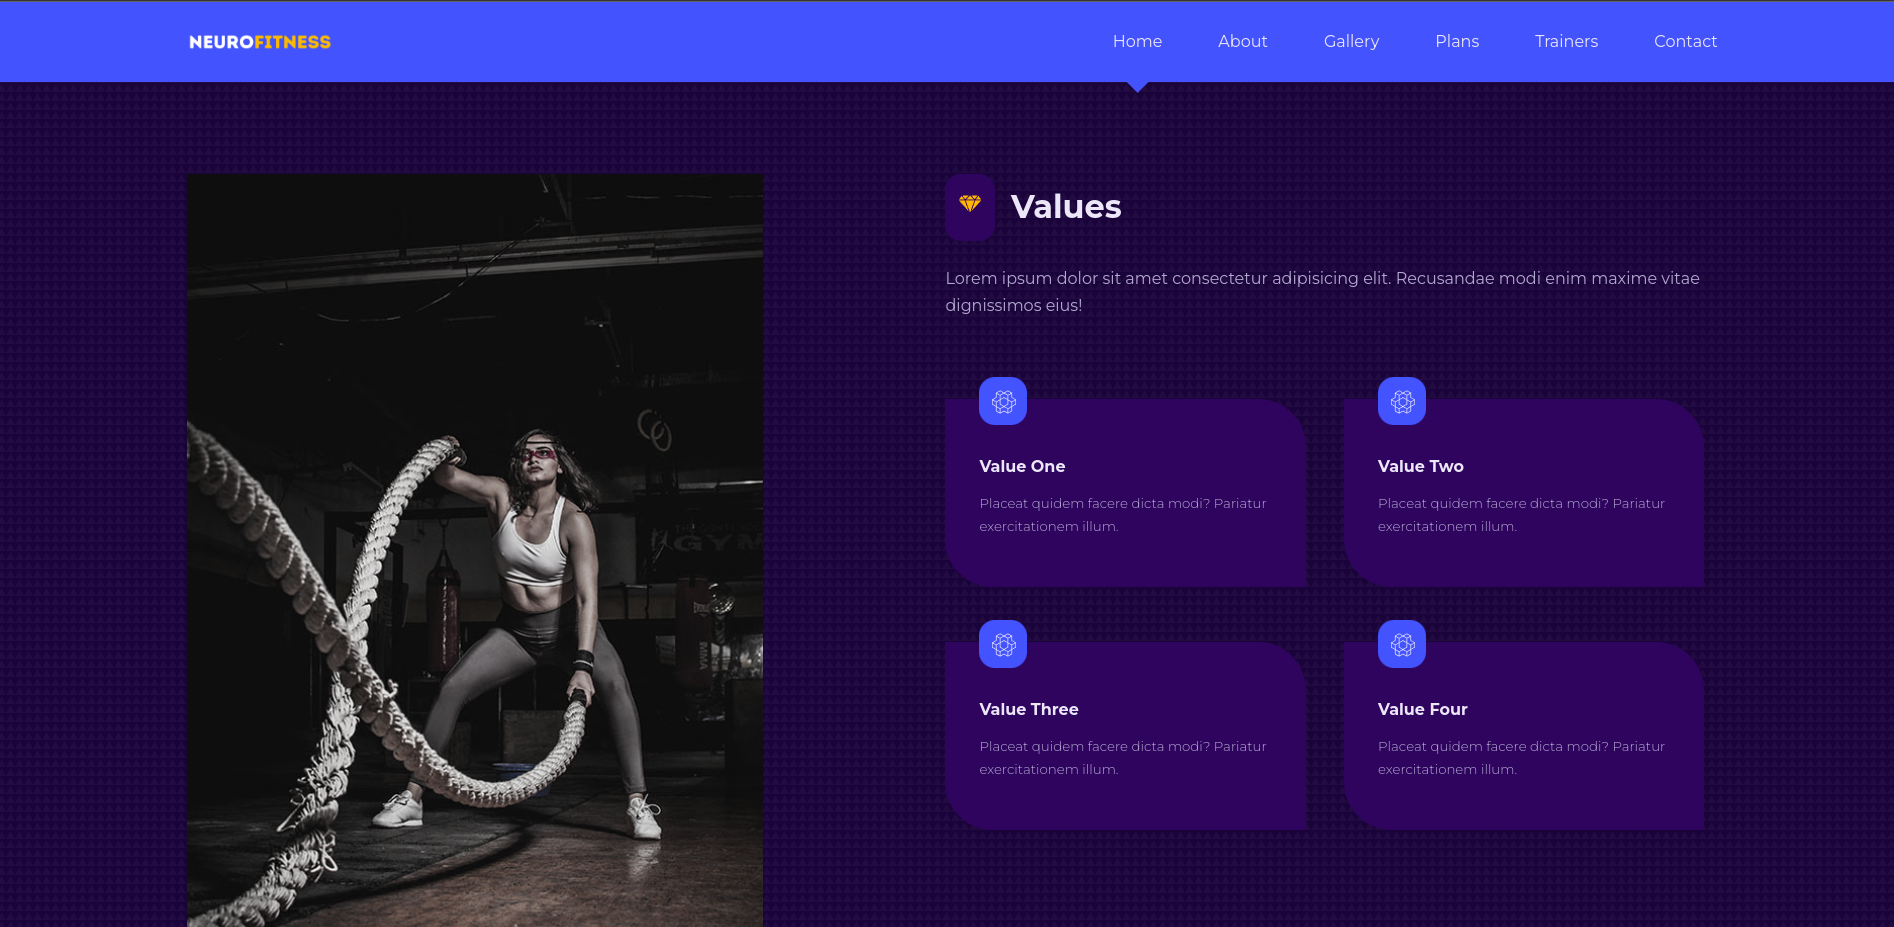 NEUROFITNESS
Home About Gallery Plans Trainers Contact
Values
Lorem ipsum dolor sit amet consectetur adipisicing elit. Recusandae modi enim maxime vitae
dignissimos eius!
Value One
Placeat quidem facere dicta modi? Pariatur
exercitationem illum.
Value Two
Placeat quidem facere dicta modi? Pariatur
exercitationem illum.
Value Three
Placeat quidem facere dicta modi? Pariatur
exercitationem illum.
Value Four
Placeat quidem facere dicta modi? Pariatur
exercitationem illum.
GYM